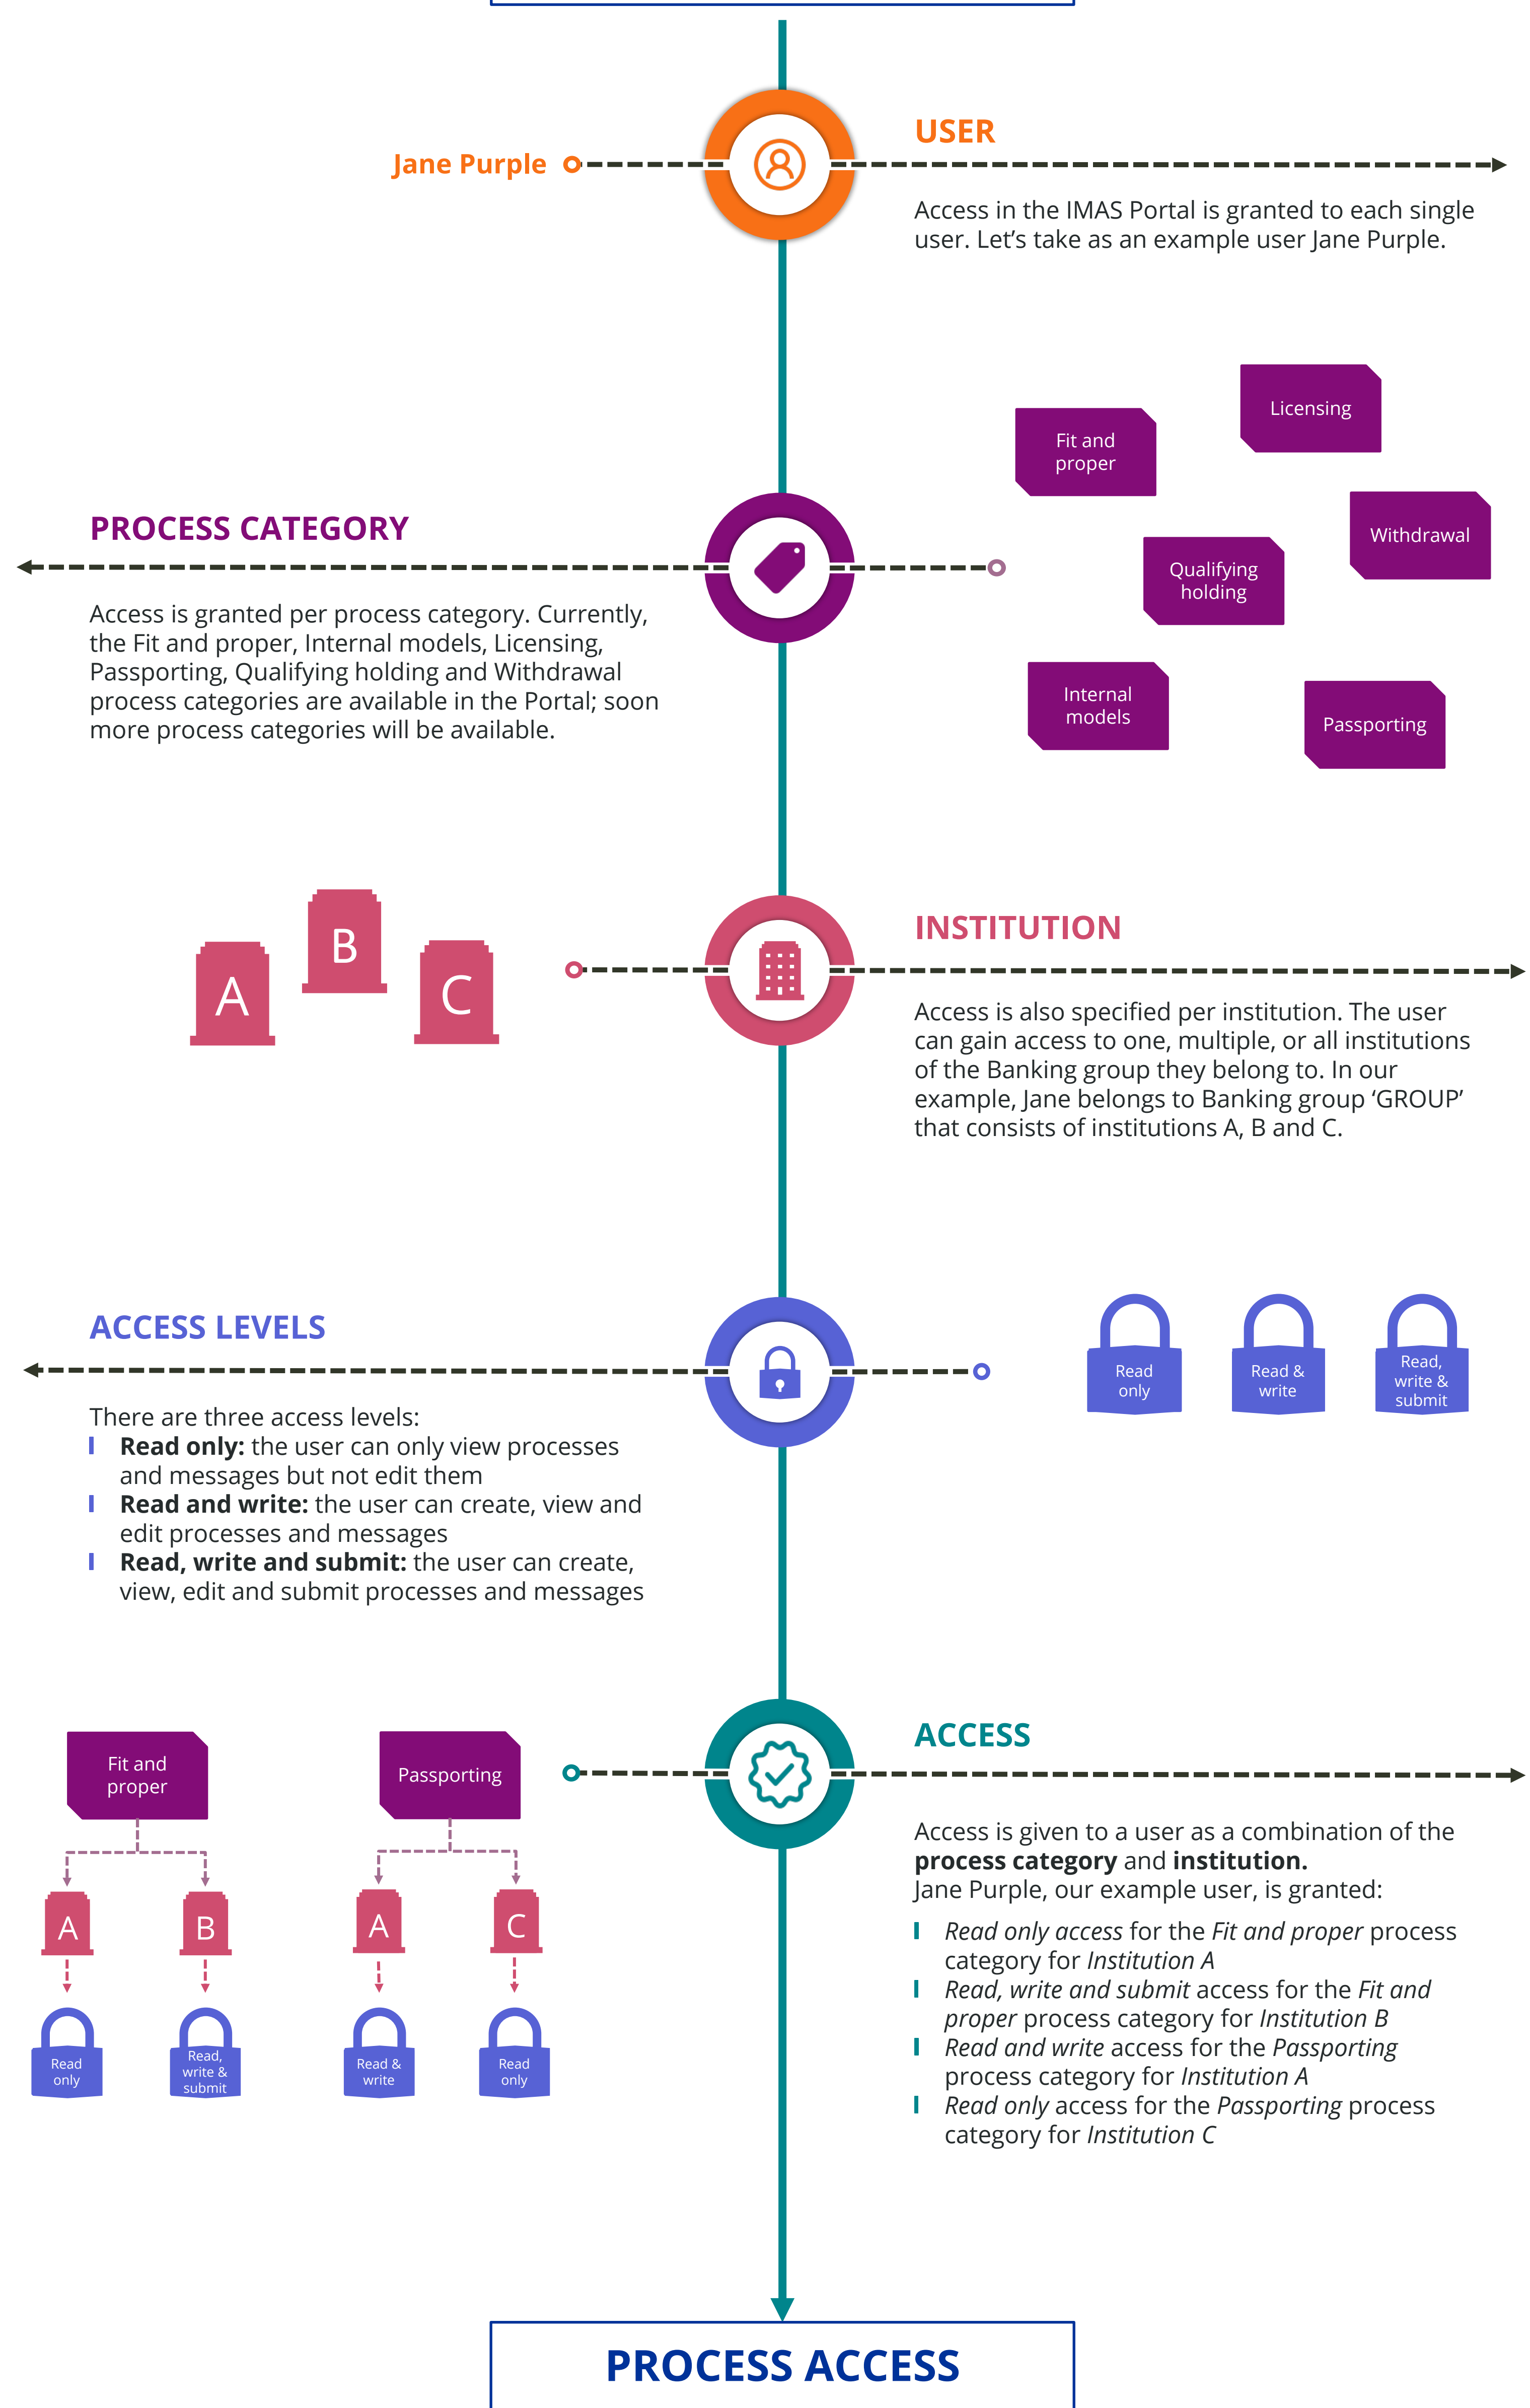 Jane Purple
USER
Access in the IMAS Portal is granted to each single
user. Let’s take as an example user Jane Purple.
PROCESS CATEGORY
Access is granted per process category. Currently,
the Fit and proper, Internal models, Licensing,
Passporting, Qualifying holding and Withdrawal
process categories are available in the Portal; soon
more process categories will be available.
Licensing
Fit and
proper
Withdrawal
Qualifying
holding
Internal
models
Passporting
A
B
C
INSTITUTION
Access is also specified per institution. The user
can gain access to one, multiple, or all institutions
of the Banking group they belong to. In our
example, Jane belongs to Banking group ‘GROUP’
that consists of institutions A, B and C.
ACCESS LEVELS
There are three access levels:
Read only: the user can only view processes
and messages but not edit them
Read and write: the user can create, view and
edit processes and messages
Read, write and submit: the user can create,
view, edit and submit processes and messages
Read
only
Read &
write
Read,
write &
submit
Fit and
proper
Passporting
A
B
A
C
Read
only
Read,
write &
submit
Read &
write
Read
only
ACCESS
Access is given to a user as a combination of the
process category and institution.
Jane Purple, our example user, is granted:
Read only access for the Fit and proper process
category for Institution A
Read, write and submit access for the Fit and
proper process category for Institution B
Read and write access for the Passporting
process category for Institution A
Read only access for the Passporting process
category for Institution C
PROCESS ACCESS